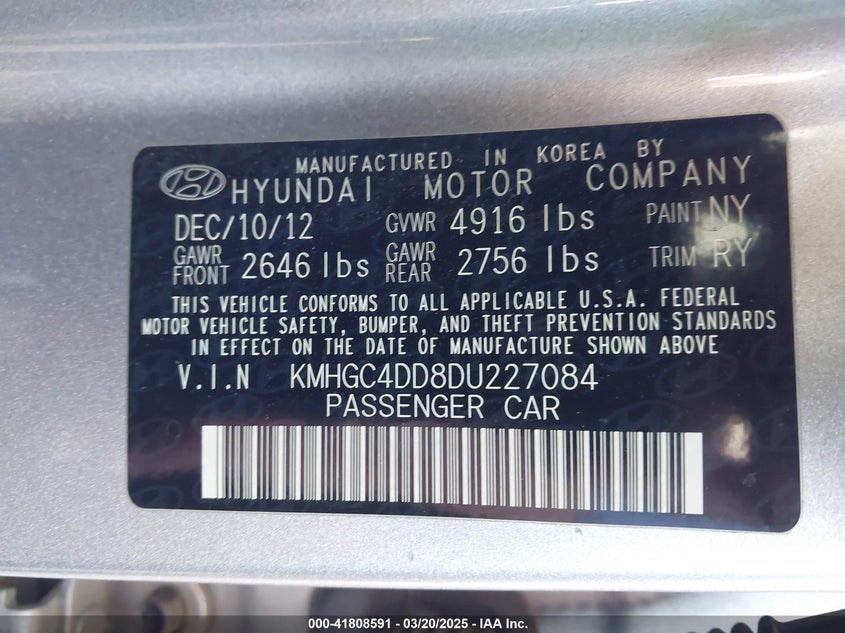 MANUFACTURED IN KOREA BY
HYUNDAI MOTOR COMPANY
DEC/10/12 GVWR 4916 lbs PAINT NY
GAWR FRONT 2646 lbs GAWR REAR 2756 lbs TRIM RY
THIS VEHICLE CONFORMS TO ALL APPLICABLE U.S.A. FEDERAL
MOTOR VEHICLE SAFETY, BUMPER, AND THEFT PREVENTION STANDARDS
IN EFFECT ON THE DATE OF MANUFACTURE SHOWN ABOVE
V.I.N KMHGC4DD8DU227084
PASSENGER CAR
000-41808591 | 03/20/2025 - IAA Inc.